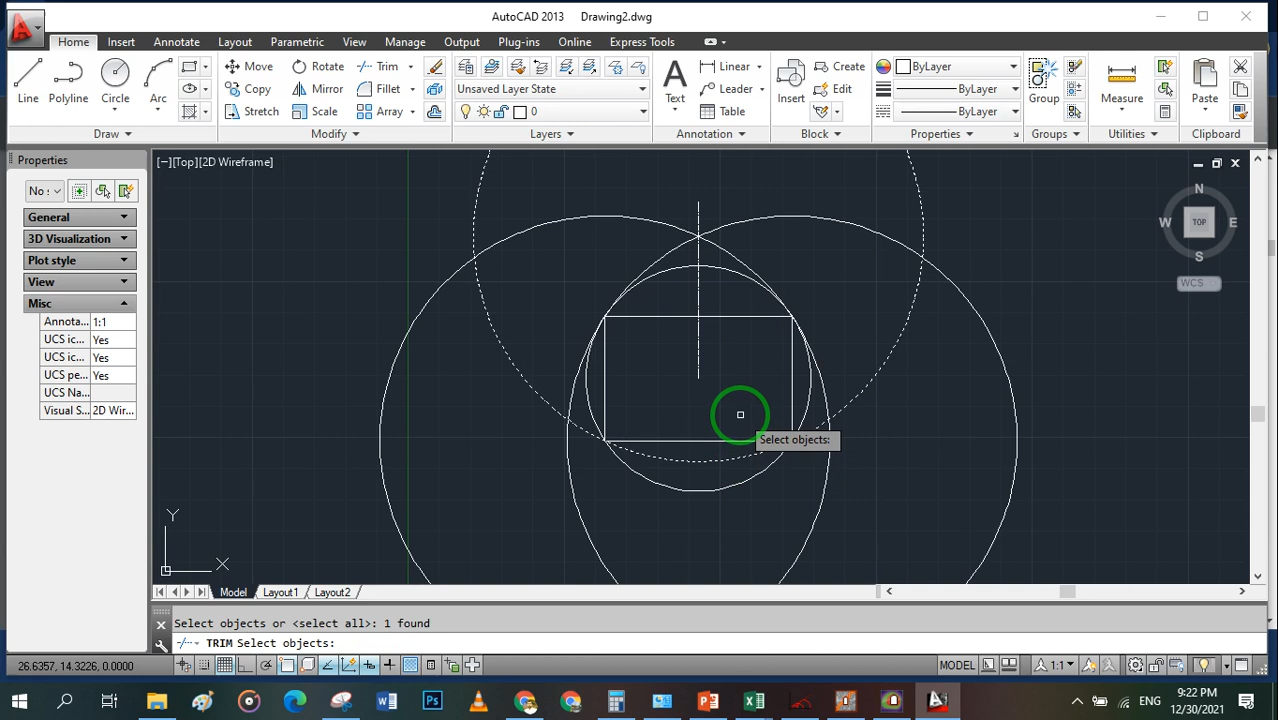 AutoCAD 2013 Drawing2.dwg
Home Insert Annotate Layout Parametric View Manage Output Plug-ins Online Express Tools
Line Polyline Circle Arc
Move Rotate Trim
Copy Mirror Fillet
Stretch Scale Array
Draw Modify
Unsaved Layer State
0
Layers
Text
Linear
Leader
Table
Annotation
Insert
Create
Edit
Block
ByLayer
ByLayer
ByLayer
Properties
Group
Groups
Measure
Utilities
Paste
Clipboard
Properties
No
General
3D Visualization
Plot style
View
Misc
Annota... 1:1
UCS ic... Yes
UCS ic... Yes
UCS pe... Yes
UCS Na...
Visual S... 2D Wir...
[−][Top][2D Wireframe]
N
W TOP E
S
WCS
Select objects:
Y
X
Model Layout1 Layout2
Select objects or <select all>: 1 found
TRIM Select objects:
26.6357, 14.3226, 0.0000
MODEL 1:1
ENG
9:22 PM
12/30/2021